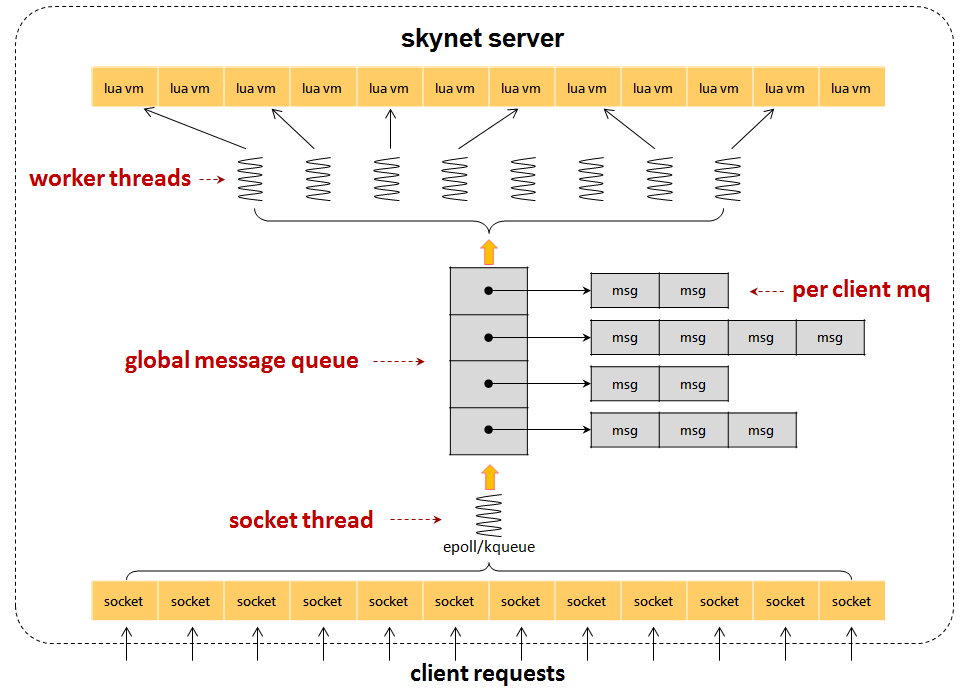 skynet server
lua vm lua vm lua vm lua vm lua vm lua vm lua vm lua vm lua vm lua vm lua vm lua vm
worker threads
msg msg
per client mq
msg msg msg msg
global message queue
msg msg
msg msg msg
socket thread
epoll/kqueue
socket socket socket socket socket socket socket socket socket socket socket socket
client requests